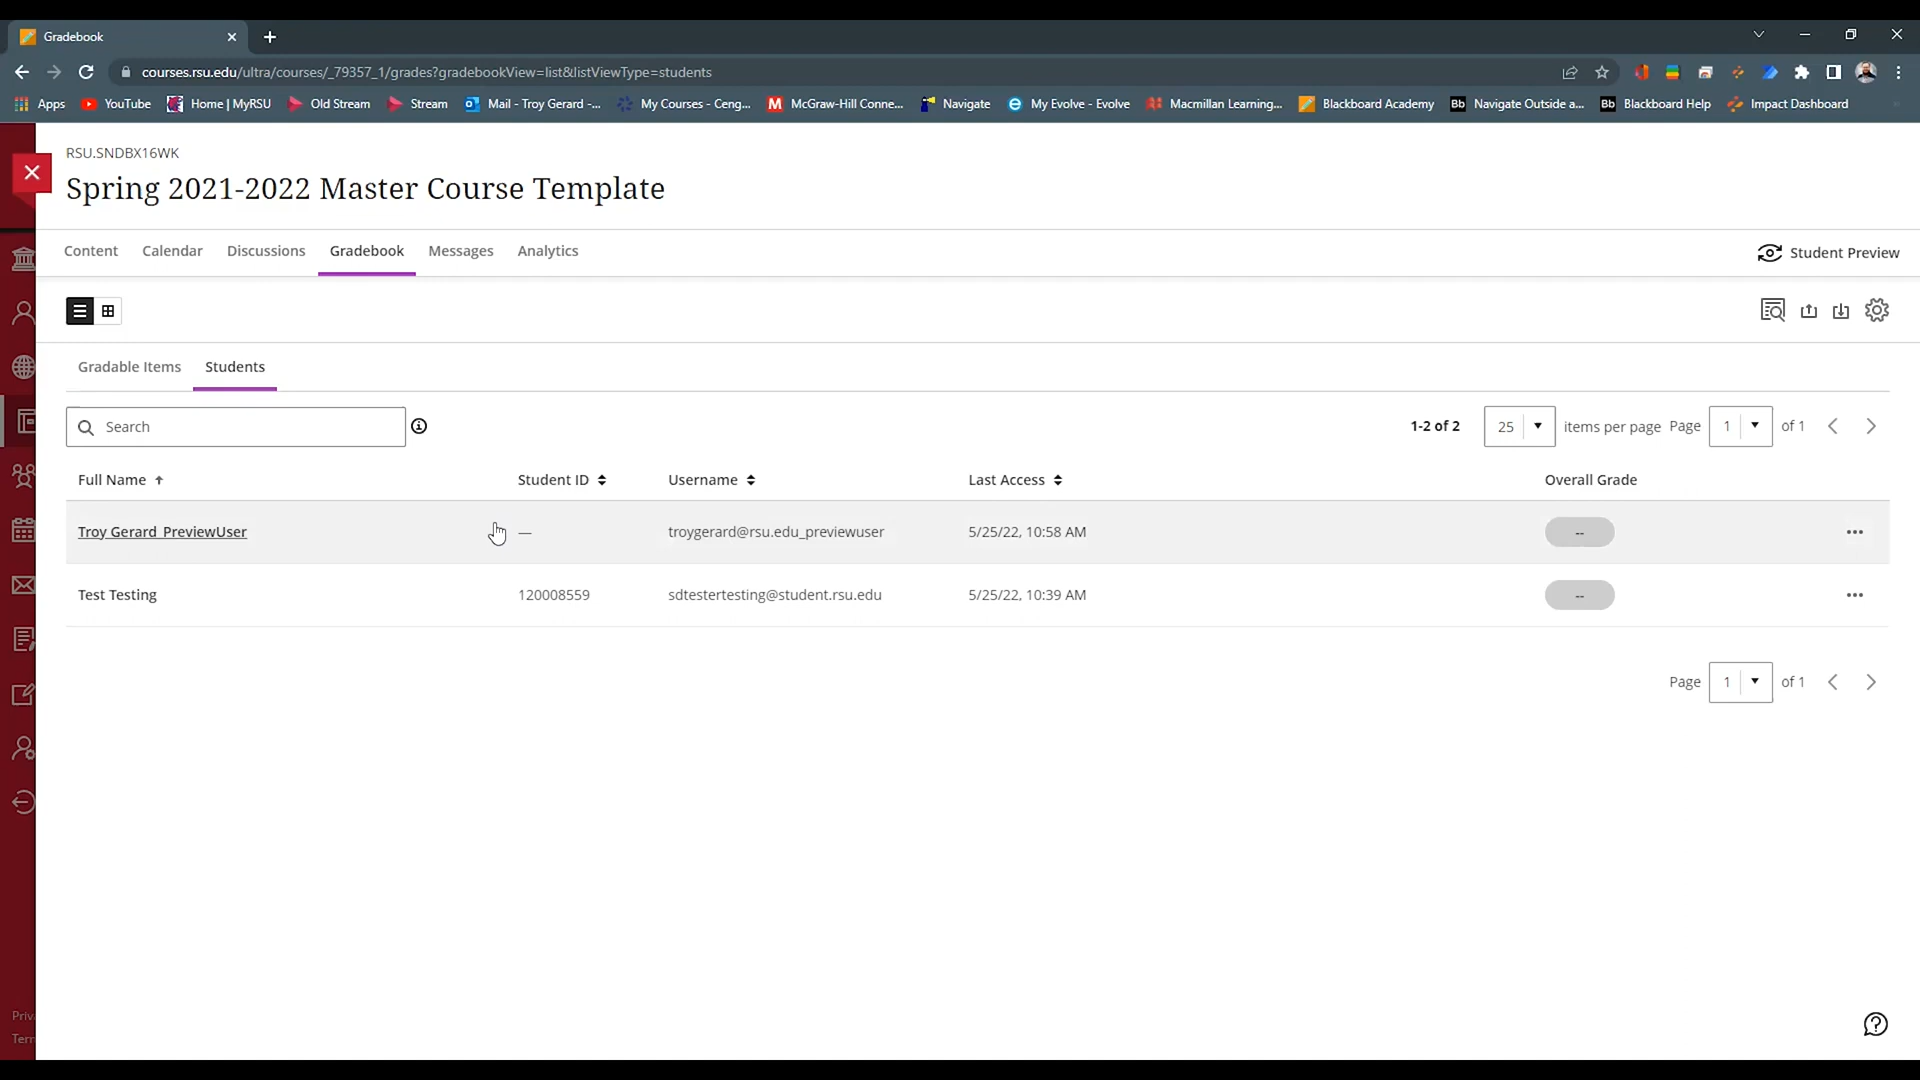 Gradebook
courses.rsu.edu/ultra/courses/_79357_1/grades?gradebookView=list&listViewType=students
Apps YouTube Home | MyRSU Old Stream Stream Mail - Troy Gerard -... My Courses - Ceng... McGraw-Hill Conne... Navigate My Evolve - Evolve Macmillan Learning... Blackboard Academy Bb Navigate Outside a... Bb Blackboard Help Impact Dashboard
RSU.SNDBX16WK
Spring 2021-2022 Master Course Template
Content Calendar Discussions Gradebook Messages Analytics Student Preview
Gradable Items Students
Search 1-2 of 2 25 items per page Page 1 of 1
Full Name Student ID Username Last Access Overall Grade
Troy Gerard_PreviewUser — troygerard@rsu.edu_previewuser 5/25/22, 10:58 AM --
Test Testing 120008559 sdtestertesting@student.rsu.edu 5/25/22, 10:39 AM --
Page 1 of 1